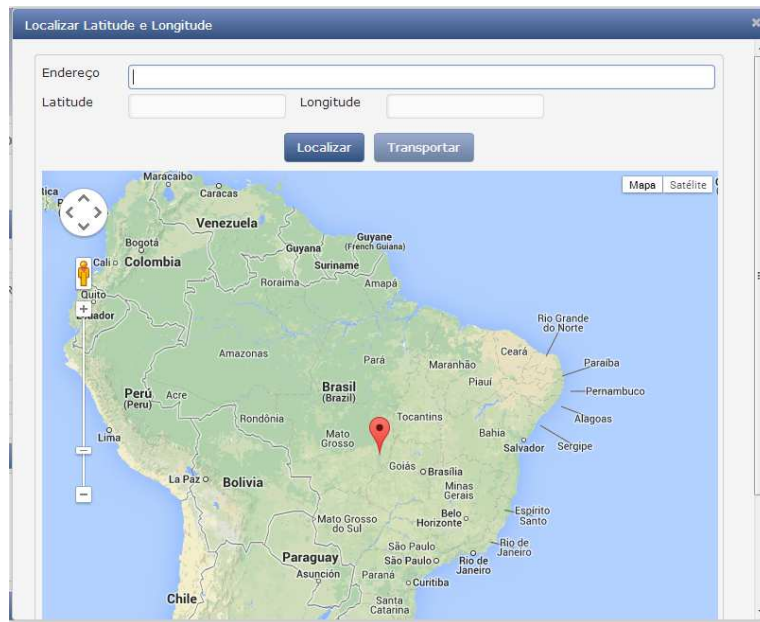 Localizar Latitude e Longitude
Endereço
Latitude
Longitude
Localizar
Transportar
Mapa
Satélite
Maracaibo
Caracas
Venezuela
Bogotá
Cali
Colombia
Guyana
Guyane
(French Guiana)
Suriname
Roraima
Amapá
Quito
Rio Grande
do Norte
Amazonas
Pará
Maranhão
Ceará
Paraíba
Piauí
Pernambuco
Perú
(Peru)
Acre
Brasil
(Brazil)
Tocantins
Alagoas
Rondônia
Lima
Mato
Grosso
Bahia
Salvador
Sergipe
La Paz
Bolivia
Goiás
Brasília
Minas
Gerais
Mato Grosso
do Sul
Belo
Horizonte
Espírito
Santo
São Paulo
São Paulo
Rio de
Janeiro
Rio de
Janeiro
Paraguay
Asunción
Paraná
Curitiba
Chile
Santa
Catarina